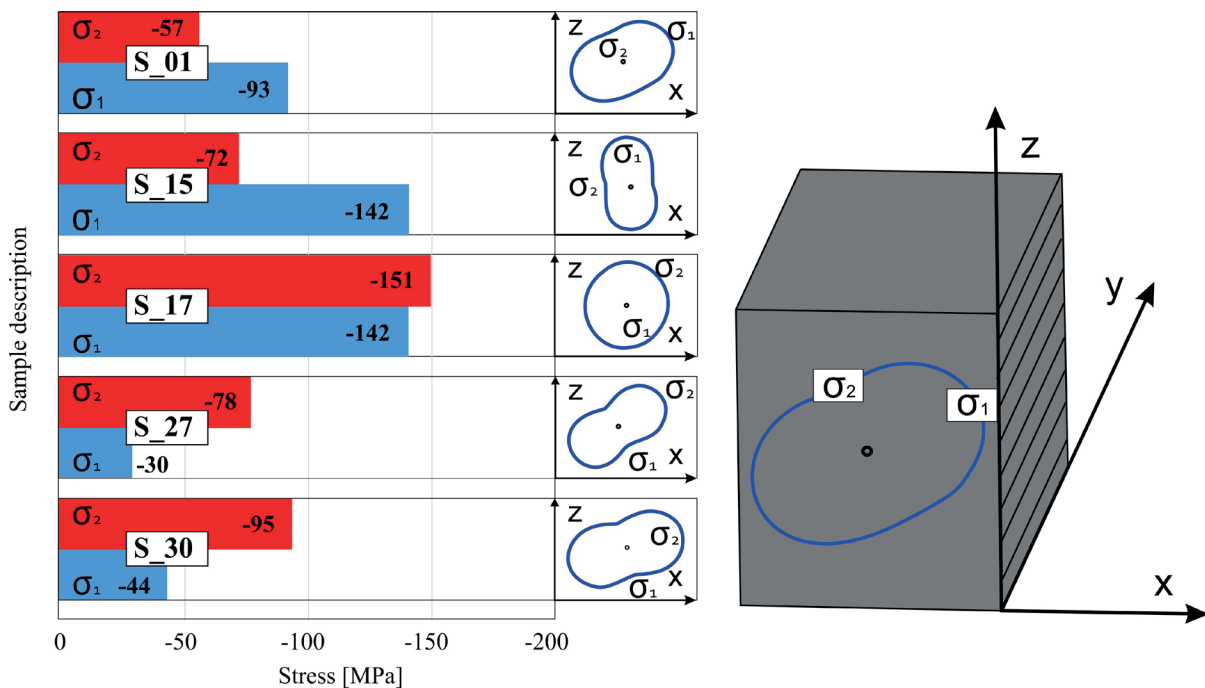 σ₂ -57
S_01
σ₁ -93
z σ₁
σ₂
x
σ₂ -72
S_15
σ₁ -142
z σ₁
σ₂
x
σ₂ -151
S_17
σ₁ -142
z σ₂
σ₁
x
σ₂ -78
S_27
σ₁ -30
z σ₂
σ₁ x
σ₂ -95
S_30
σ₁ -44
z
σ₂
σ₁ x
0 -50 -100 -150 -200
Stress [MPa]
Sample description
z
y
σ₂
σ₁
x